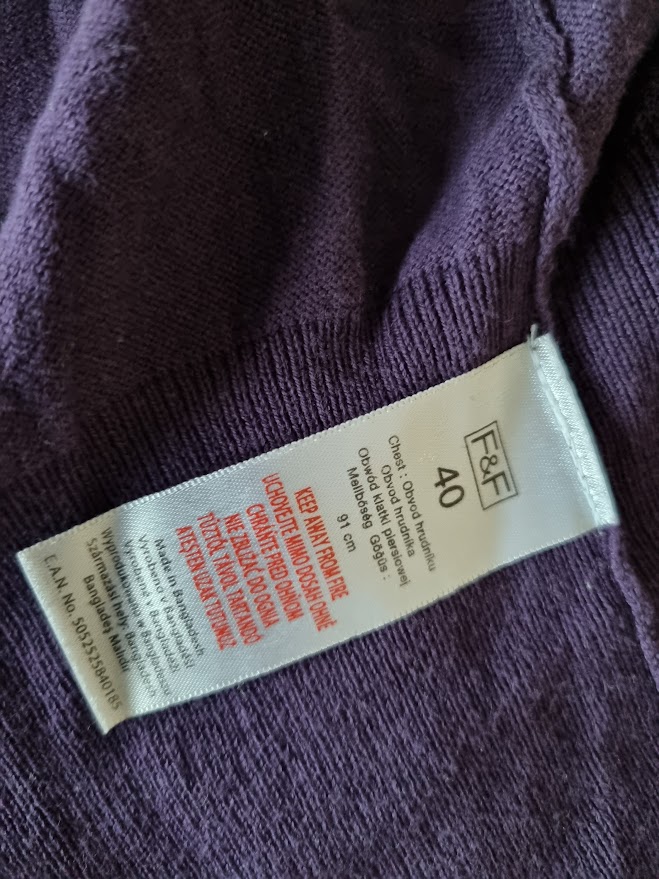 F&F
40
Chest : Obvod hrudníku
Obvod hrudníka
Obwód klatki piersiowej
Mellbőség Göğüs :
91 cm
KEEP AWAY FROM FIRE
UCHOVEJTE MIMO DOSAH OHNĚ
CHRÁŇTE PRED OHŇOM
NIE ZBLIŻAĆ DO OGNIA
TŰZTŐL TÁVOL TARTANDÓ
ATEŞTEN UZAK TUTUNUZ
Made in Bangladesh
Vyrobeno v Bangladéši
Vyrobené v Bangladéši
Wyprodukowano w Bangladeszu
Származási hely: Bangladesh
Bangladeş Malıdır
E.A.N. No. 5052525840185